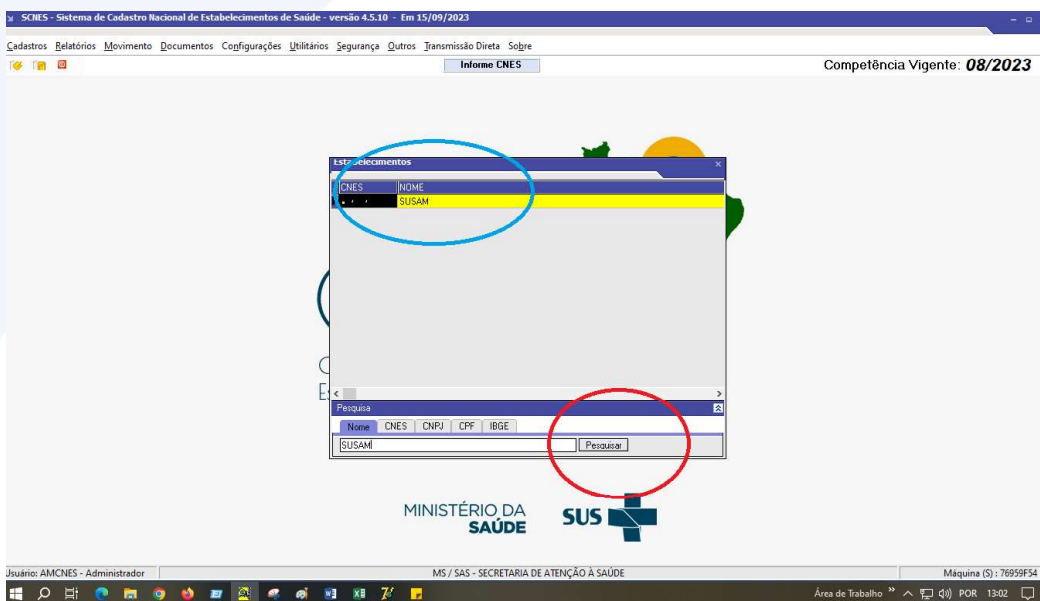 SCNES - Sistema de Cadastro Nacional de Estabelecimentos de Saúde - versão 4.5.10 - Em 15/09/2023
Cadastros Relatórios Movimento Documentos Configurações Utilitários Segurança Outros Transmissão Direta Sobre
Informe CNES
Competência Vigente: 08/2023
Estabelecimentos
CNES NOME
SUSAM
Pesquisa
Nome CNES CNPJ CPF IBGE
SUSAM Pesquisar
MINISTÉRIO DA
SAÚDE
SUS
Usuário: AMCNES - Administrador MS / SAS - SECRETARIA DE ATENÇÃO À SAÚDE Máquina (S) : 76959F54
Área de Trabalho POR 13:02